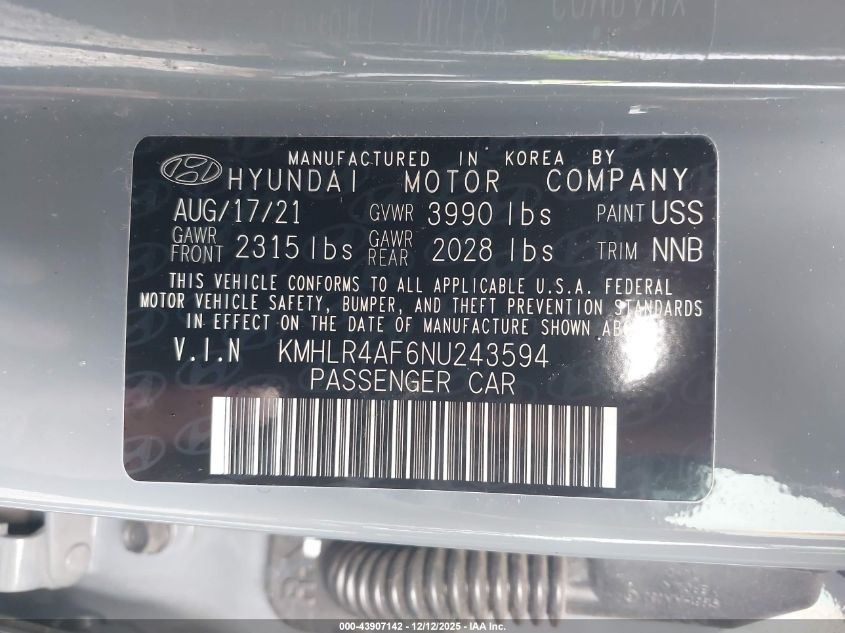 MANUFACTURED IN KOREA BY
HYUNDAI MOTOR COMPANY
AUG/17/21 GVWR 3990 lbs PAINT USS
GAWR FRONT 2315 lbs GAWR REAR 2028 lbs TRIM NNB
THIS VEHICLE CONFORMS TO ALL APPLICABLE U.S.A. FEDERAL
MOTOR VEHICLE SAFETY, BUMPER, AND THEFT PREVENTION STANDARDS
IN EFFECT ON THE DATE OF MANUFACTURE SHOWN ABOVE
V.I.N KMHLR4AF6NU243594
PASSENGER CAR
000-43907142 - 12/12/2025 - IAA Inc.